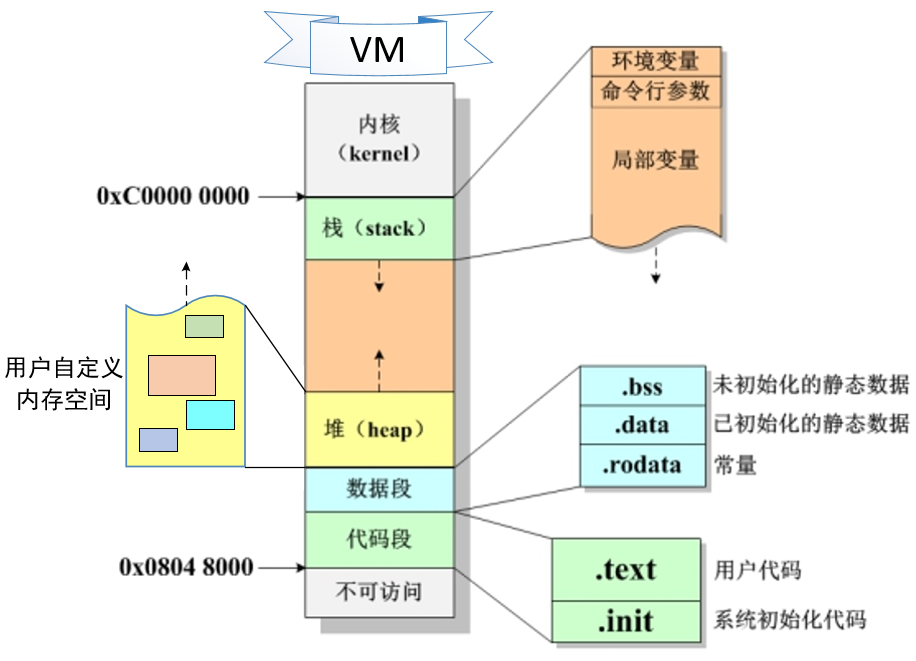 VM
内核
（kernel）
0xC0000 0000
栈（stack）
环境变量
命令行参数
局部变量
用户自定义
内存空间
堆（heap）
数据段
代码段
0x0804 8000
不可访问
.bss
未初始化的静态数据
.data
已初始化的静态数据
.rodata
常量
.text
用户代码
.init
系统初始化代码